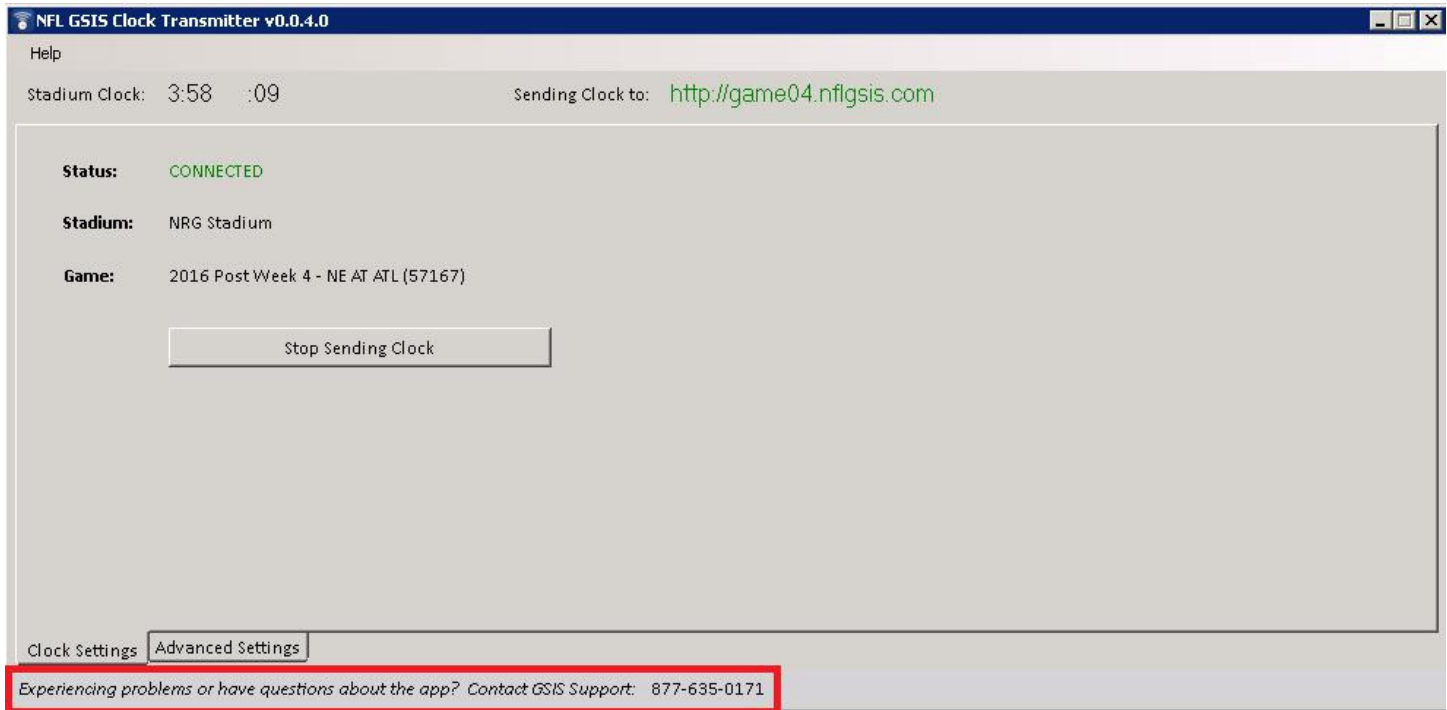 NFL GSIS Clock Transmitter v0.0.4.0
Help
Stadium Clock: 3:58 :09 Sending Clock to: http://game04.nflgsis.com
Status: CONNECTED
Stadium: NRG Stadium
Game: 2016 Post Week 4 - NE AT ATL (57167)
Stop Sending Clock
Clock Settings Advanced Settings
Experiencing problems or have questions about the app? Contact GSIS Support: 877-635-0171